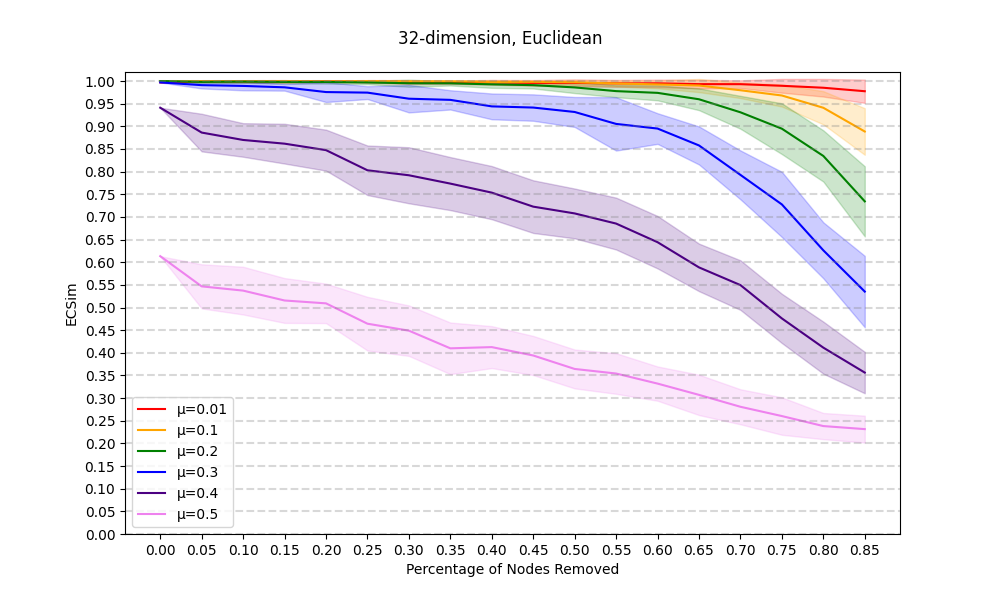 32-dimension, Euclidean
ECSim
1.00
0.95
0.90
0.85
0.80
0.75
0.70
0.65
0.60
0.55
0.50
0.45
0.40
0.35
0.30
0.25
0.20
0.15
0.10
0.05
0.00
μ=0.01
μ=0.1
μ=0.2
μ=0.3
μ=0.4
μ=0.5
0.00 0.05 0.10 0.15 0.20 0.25 0.30 0.35 0.40 0.45 0.50 0.55 0.60 0.65 0.70 0.75 0.80 0.85
Percentage of Nodes Removed